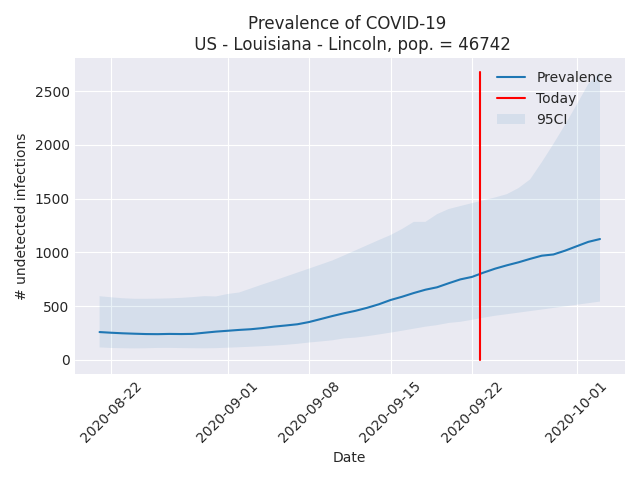 Prevalence of COVID-19
US - Louisiana - Lincoln, pop. = 46742
Prevalence
Today
95CI
# undetected infections
2500
2000
1500
1000
500
0
2020-08-22
2020-09-01
2020-09-08
2020-09-15
2020-09-22
2020-10-01
Date